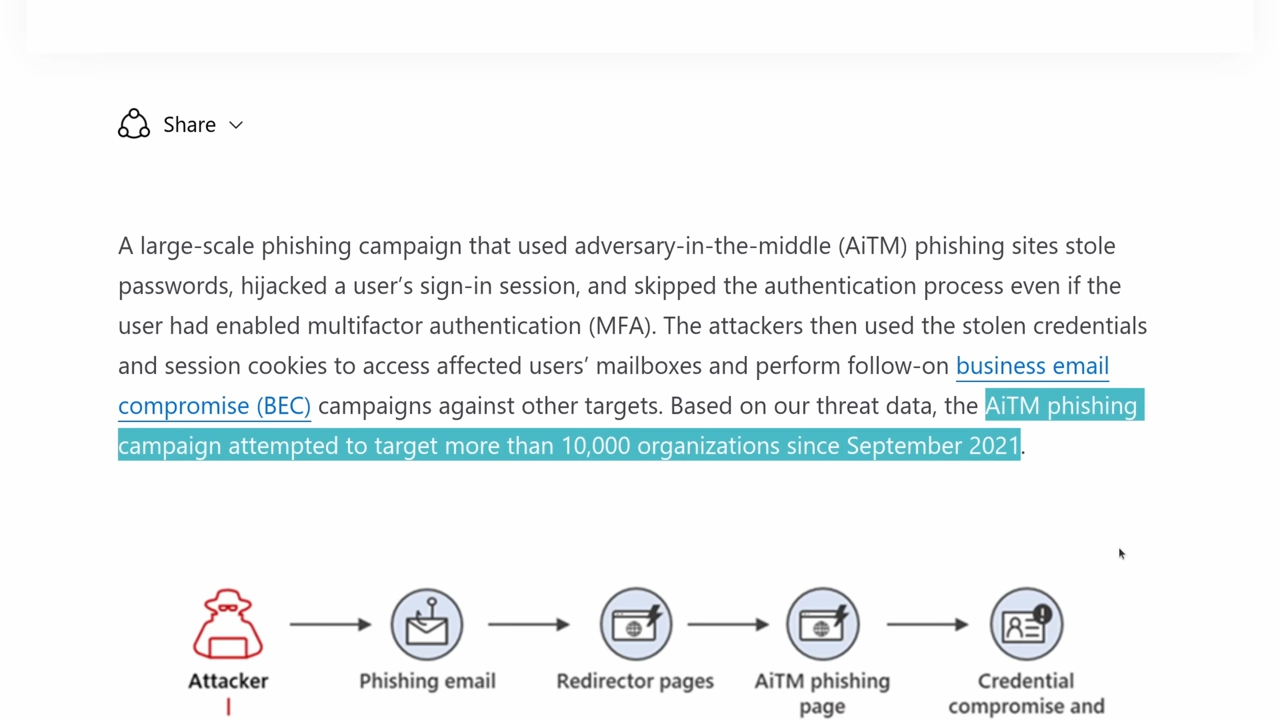 Share
A large-scale phishing campaign that used adversary-in-the-middle (AiTM) phishing sites stole
passwords, hijacked a user’s sign-in session, and skipped the authentication process even if the
user had enabled multifactor authentication (MFA). The attackers then used the stolen credentials
and session cookies to access affected users’ mailboxes and perform follow-on business email
compromise (BEC) campaigns against other targets. Based on our threat data, the AiTM phishing
campaign attempted to target more than 10,000 organizations since September 2021.
Attacker
Phishing email
Redirector pages
AiTM phishing
page
Credential
compromise and